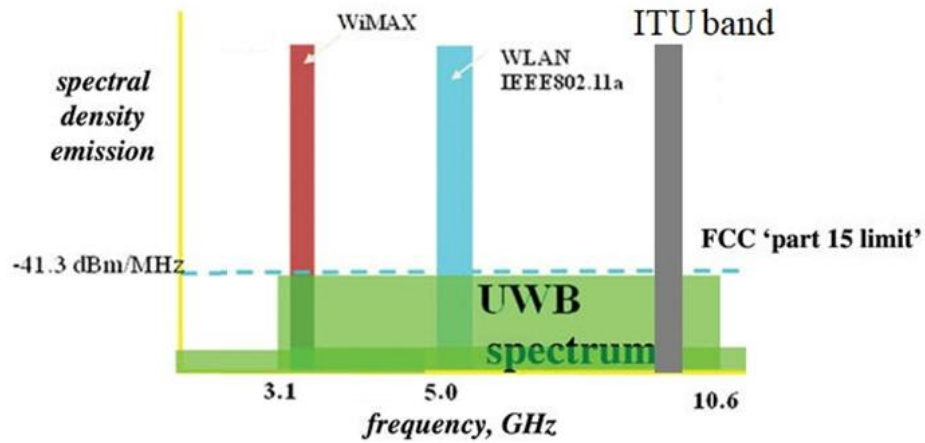 WiMAX
ITU band
WLAN
IEEE802.11a
spectral
density
emission
FCC ‘part 15 limit’
-41.3 dBm/MHz
UWB
spectrum
3.1
5.0
10.6
frequency, GHz